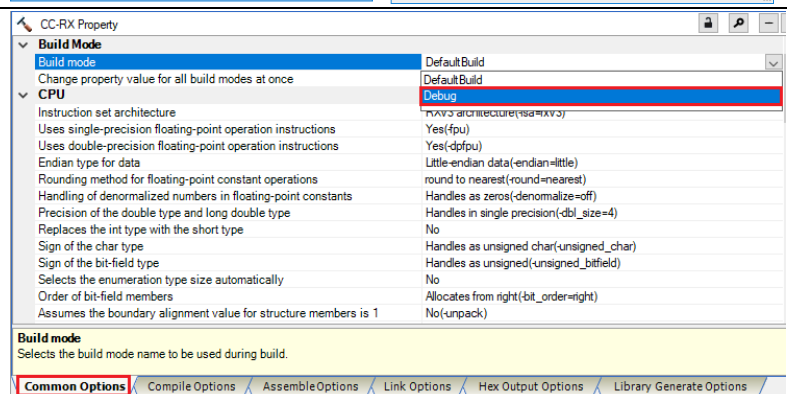 CC-RX Property
Build Mode
Build mode DefaultBuild
Change property value for all build modes at once DefaultBuild
CPU Debug
Instruction set architecture RXv3 architecture(-isa=rxv3)
Uses single-precision floating-point operation instructions Yes(-fpu)
Uses double-precision floating-point operation instructions Yes(-dpfpu)
Endian type for data Little-endian data(-endian=little)
Rounding method for floating-point constant operations round to nearest(-round=nearest)
Handling of denormalized numbers in floating-point constants Handles as zeros(-denormalize=off)
Precision of the double type and long double type Handles in single precision(-dbl_size=4)
Replaces the int type with the short type No
Sign of the char type Handles as unsigned char(-unsigned_char)
Sign of the bit-field type Handles as unsigned(-unsigned_bitfield)
Selects the enumeration type size automatically No
Order of bit-field members Allocates from right(-bit_order=right)
Assumes the boundary alignment value for structure members is 1 No(-unpack)
Build mode
Selects the build mode name to be used during build.
Common Options Compile Options Assemble Options Link Options Hex Output Options Library Generate Options